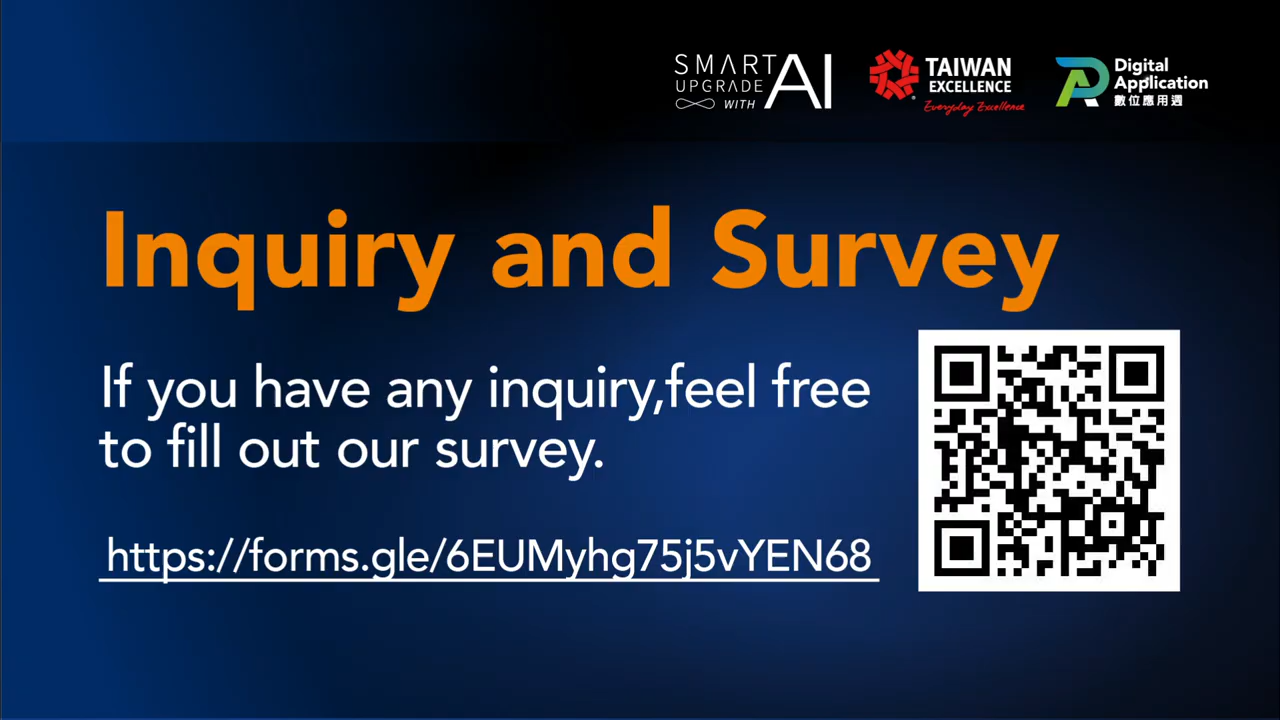 SMART
UPGRADE
WITH AI
TAIWAN
EXCELLENCE
Everyday Excellence
Digital
Application
數位應用週
Inquiry and Survey
If you have any inquiry,feel free
to fill out our survey.
https://forms.gle/6EUMyhg75j5vYEN68